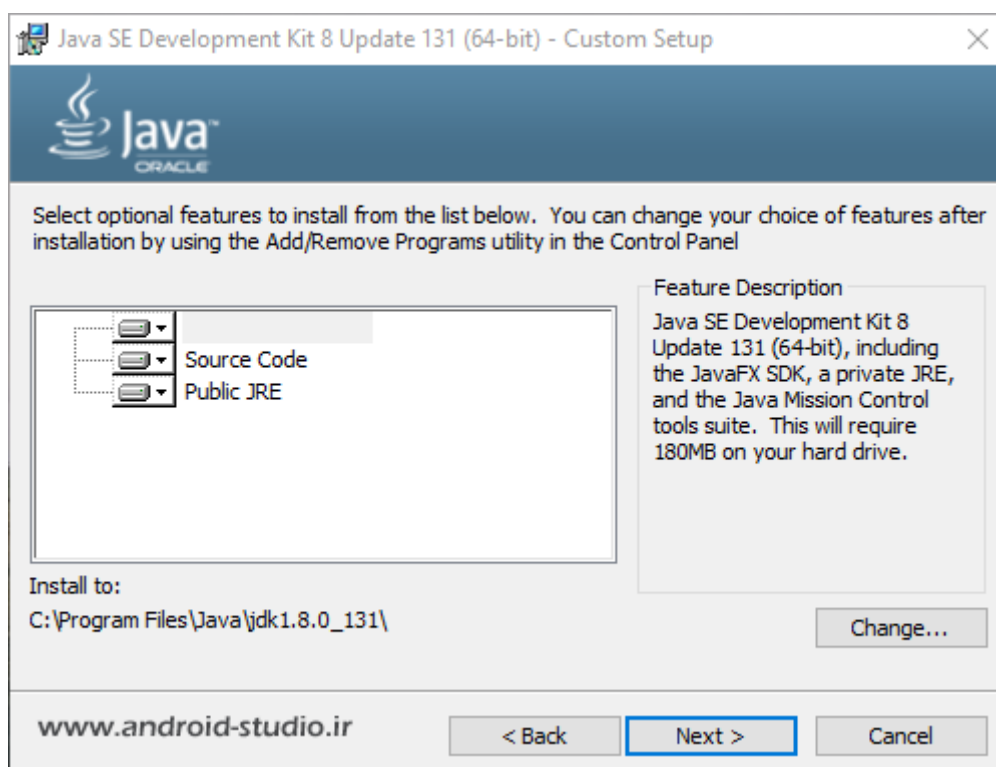 Java SE Development Kit 8 Update 131 (64-bit) - Custom Setup
Java™
ORACLE
Select optional features to install from the list below.  You can change your choice of features after
installation by using the Add/Remove Programs utility in the Control Panel
Source Code
Public JRE
Feature Description
Java SE Development Kit 8
Update 131 (64-bit), including
the JavaFX SDK, a private JRE,
and the Java Mission Control
tools suite.  This will require
180MB on your hard drive.
Install to:
C:\Program Files\Java\jdk1.8.0_131\
Change...
www.android-studio.ir
< Back
Next >
Cancel